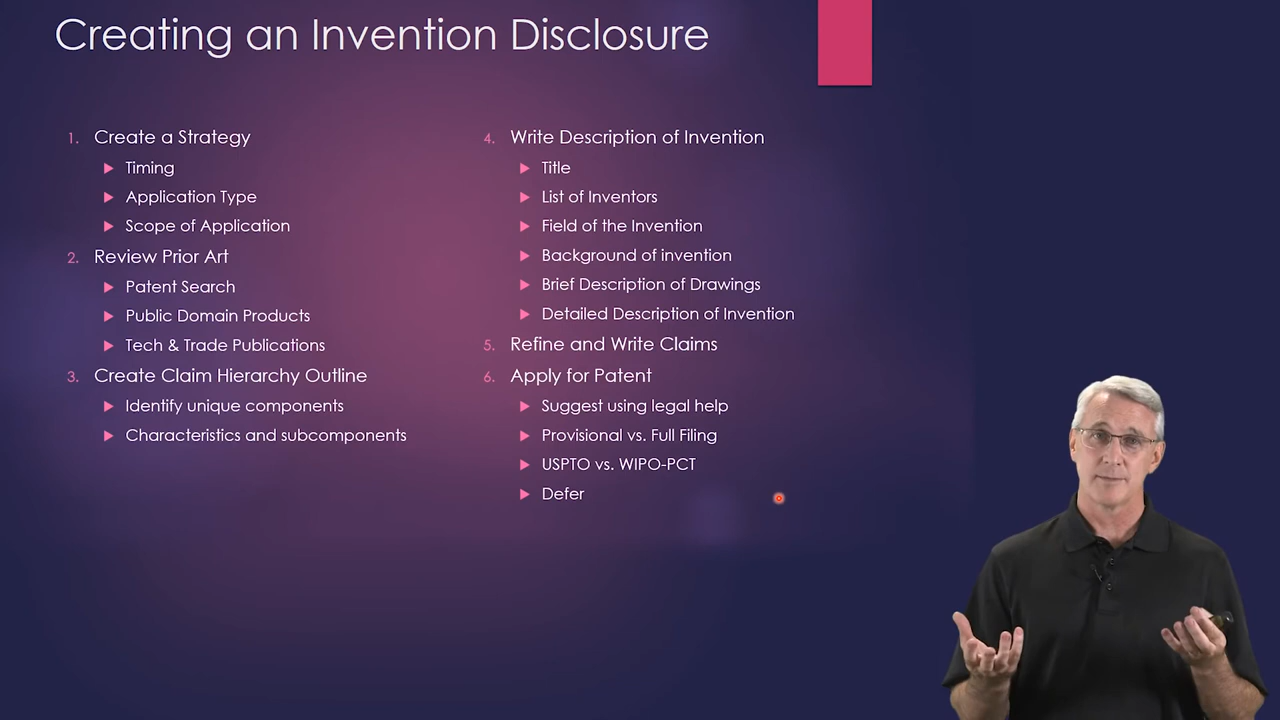 Creating an Invention Disclosure
1. Create a Strategy
Timing
Application Type
Scope of Application
2. Review Prior Art
Patent Search
Public Domain Products
Tech & Trade Publications
3. Create Claim Hierarchy Outline
Identify unique components
Characteristics and subcomponents
4. Write Description of Invention
Title
List of Inventors
Field of the Invention
Background of invention
Brief Description of Drawings
Detailed Description of Invention
5. Refine and Write Claims
6. Apply for Patent
Suggest using legal help
Provisional vs. Full Filing
USPTO vs. WIPO-PCT
Defer